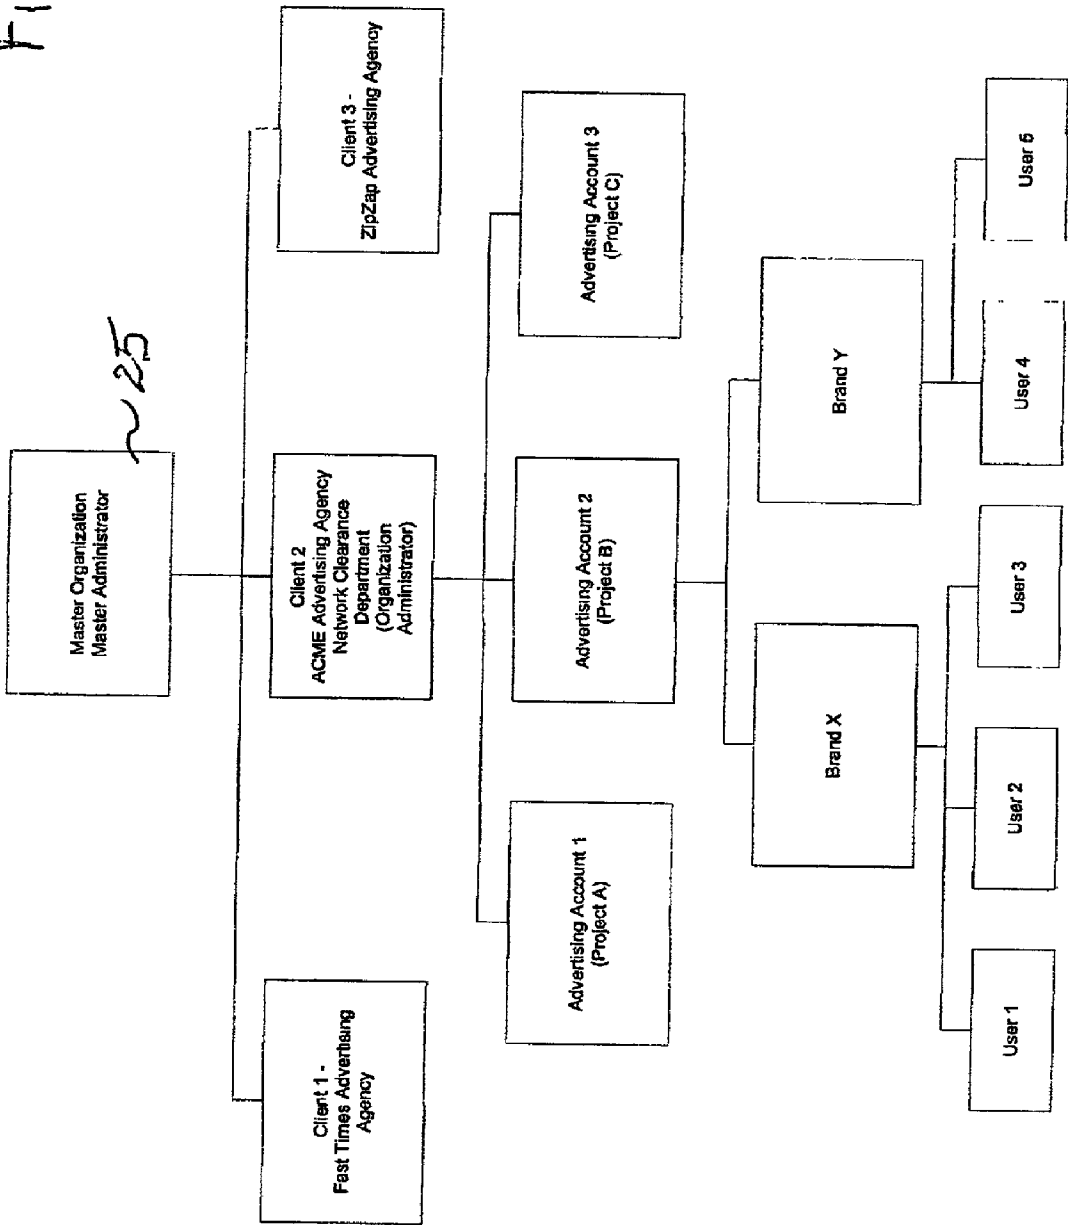 ~25
Master Organization
Master Administrator
Client 1 -
Fast Times Advertising
Agency
Client 2
ACME Advertising Agency
Network Clearance
Department
(Organization
Administrator)
Client 3 -
ZipZap Advertising Agency
Advertising Account 1
(Project A)
Advertising Account 2
(Project B)
Advertising Account 3
(Project C)
Brand X
Brand Y
User 1
User 2
User 3
User 4
User 5